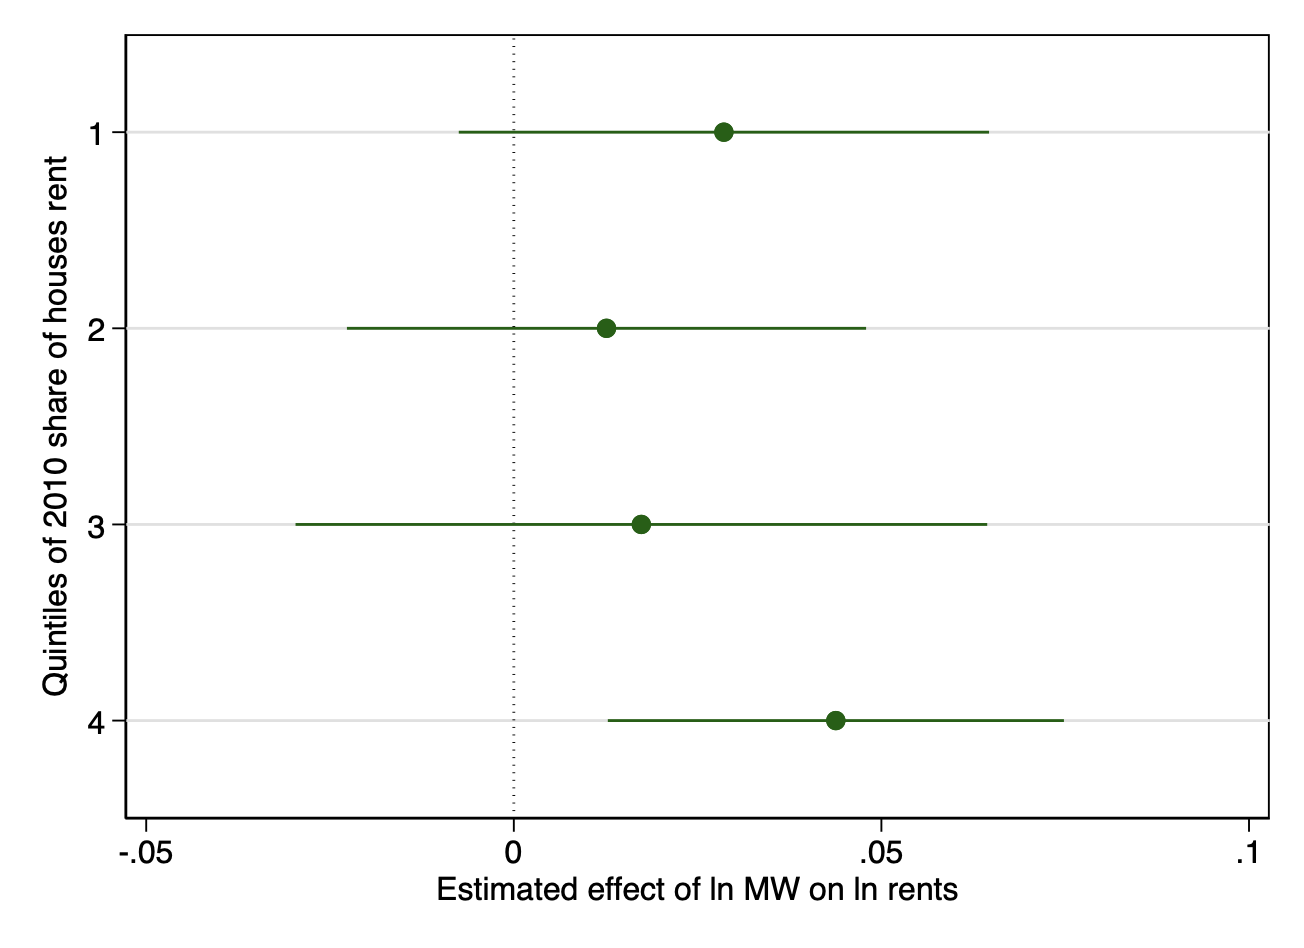 Quintiles of 2010 share of houses rent
1
2
3
4
-.05 0 .05 .1
Estimated effect of ln MW on ln rents